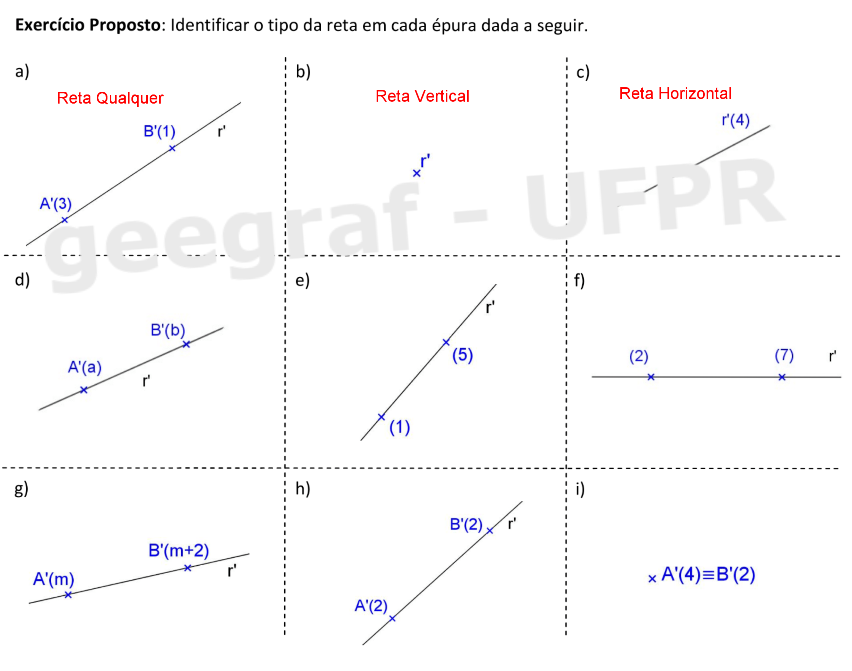 Exercício Proposto: Identificar o tipo da reta em cada épura dada a seguir.
a)
Reta Qualquer
B'(1)
r'
A'(3)
b)
Reta Vertical
r'
c)
Reta Horizontal
r'(4)
geegraf - UFPR
d)
B'(b)
A'(a)
r'
e)
r'
(5)
(1)
f)
(2)
(7)
r'
g)
B'(m+2)
A'(m)
r'
h)
B'(2)
r'
A'(2)
i)
A'(4)≡B'(2)